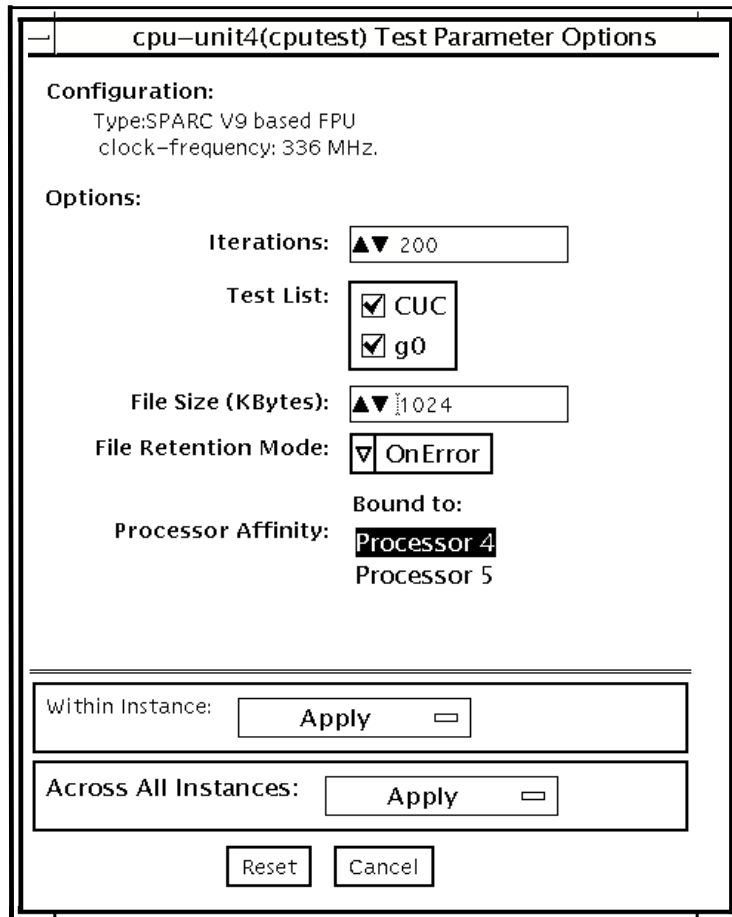 cpu-unit4(cputest) Test Parameter Options
Configuration:
Type:SPARC V9 based FPU
clock-frequency: 336 MHz.
Options:
Iterations: 200
Test List: CUC
g0
File Size (KBytes): 1024
File Retention Mode: OnError
Bound to:
Processor Affinity: Processor 4
Processor 5
Within Instance: Apply
Across All Instances: Apply
Reset Cancel